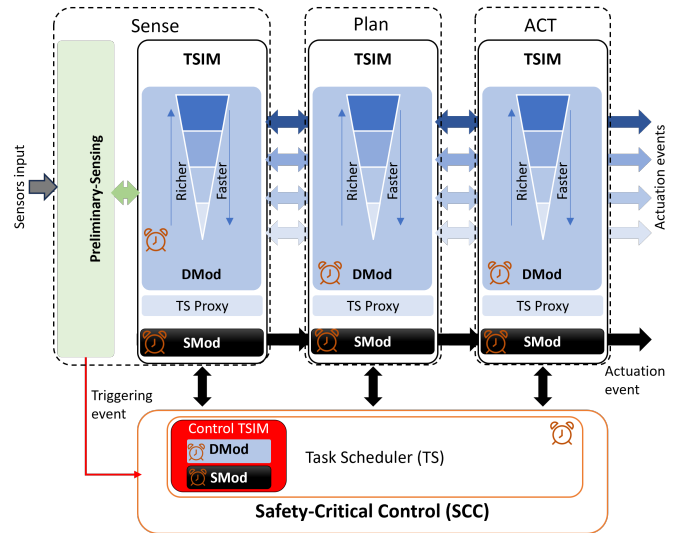 Sense
Plan
ACT
Sensors input
Preliminary-Sensing
TSIM
Richer
Faster
DMod
TS Proxy
SMod
TSIM
Richer
Faster
DMod
TS Proxy
SMod
TSIM
Richer
Faster
DMod
TS Proxy
SMod
Actuation events
Actuation
event
Triggering
event
Control TSIM
DMod
SMod
Task Scheduler (TS)
Safety-Critical Control (SCC)